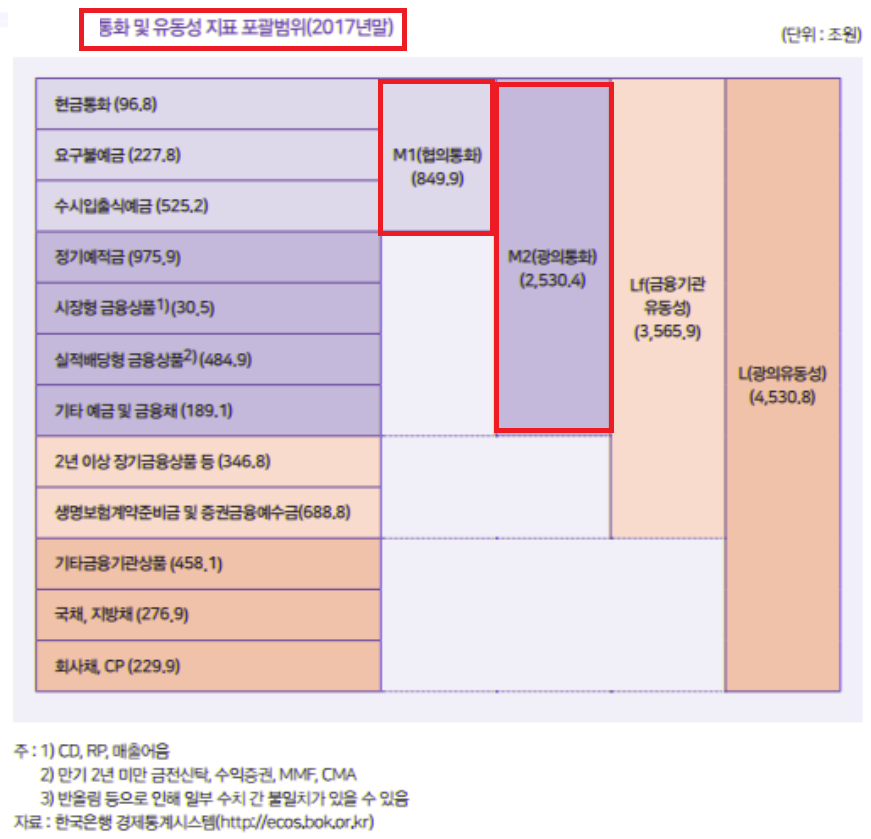 통화 및 유동성 지표 포괄범위(2017년말)
(단위 : 조원)
현금통화 (96.8)
요구불예금 (227.8)
수시입출식예금 (525.2)
정기예적금 (975.9)
시장형 금융상품1) (30.5)
실적배당형 금융상품2) (484.9)
기타 예금 및 금융채 (189.1)
2년 이상 장기금융상품 등 (346.8)
생명보험계약준비금 및 증권금융예수금(688.8)
기타금융기관상품 (458.1)
국채, 지방채 (276.9)
회사채, CP (229.9)
M1(협의통화)
(849.9)
M2(광의통화)
(2,530.4)
Lf(금융기관
유동성)
(3,565.9)
L(광의유동성)
(4,530.8)
주 : 1) CD, RP, 매출어음
2) 만기 2년 미만 금전신탁, 수익증권, MMF, CMA
3) 반올림 등으로 인해 일부 수치 간 불일치가 있을 수 있음
자료 : 한국은행 경제통계시스템(http://ecos.bok.or.kr)